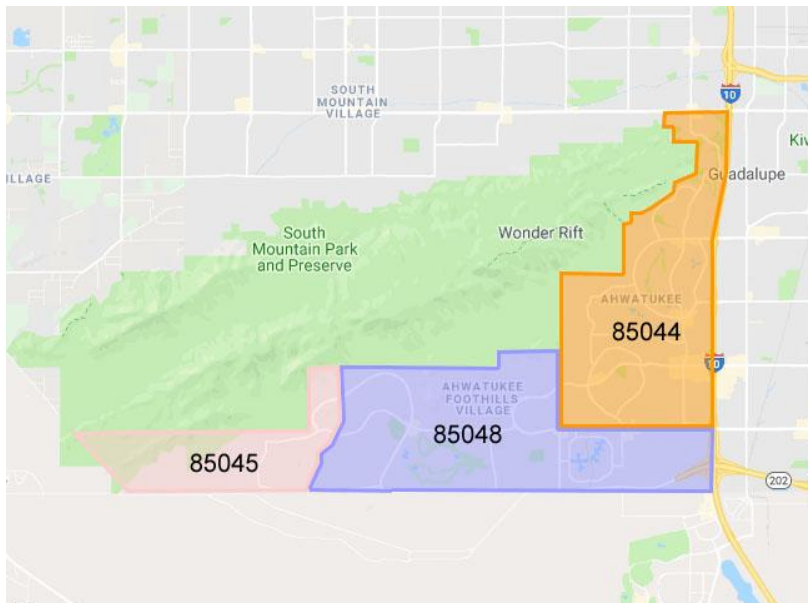 SOUTH
MOUNTAIN
VILLAGE
10
Kiv
ILLAGE
Guadalupe
South
Mountain Park
and Preserve
Wonder Rift
AHWATUKEE
85044
10
AHWATUKEE
FOOTHILLS
VILLAGE
85048
85045
202